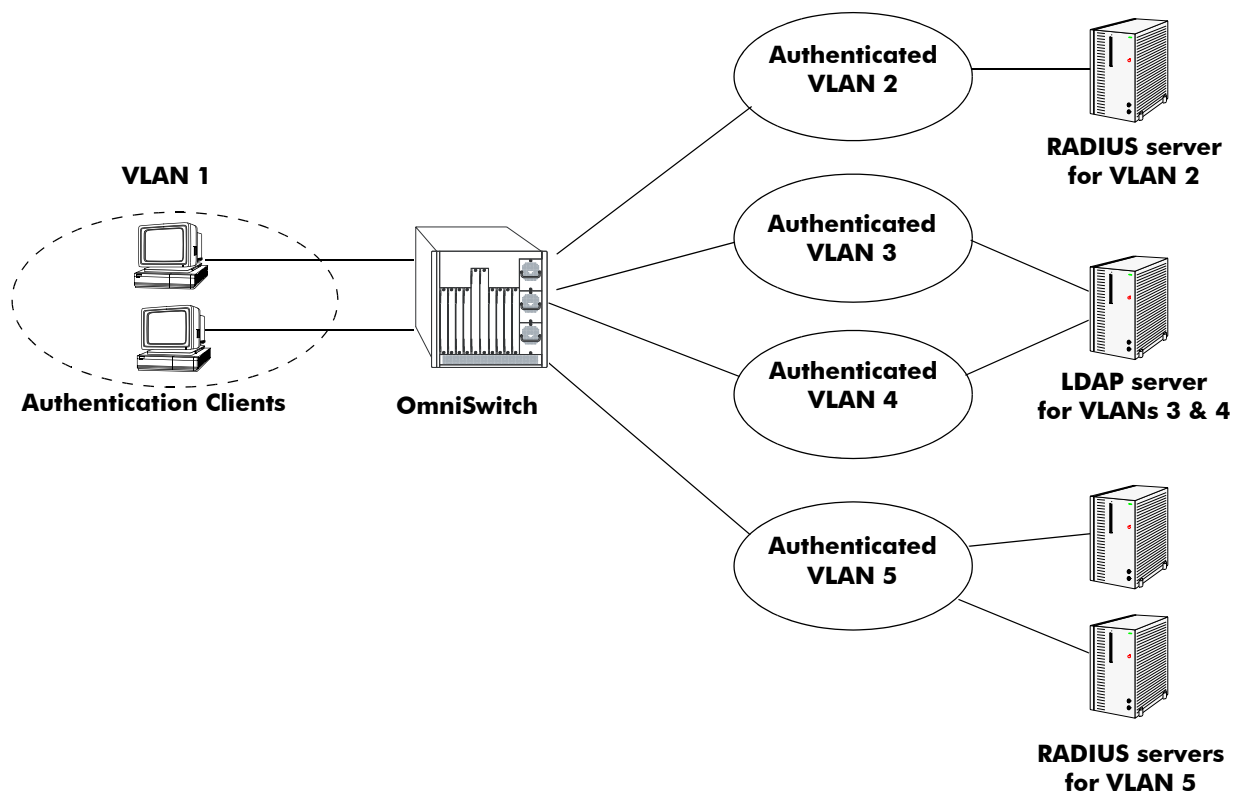 Authenticated
VLAN 2
RADIUS server
for VLAN 2
VLAN 1
Authenticated
VLAN 3
Authentication Clients
OmniSwitch
Authenticated
VLAN 4
LDAP server
for VLANs 3 & 4
Authenticated
VLAN 5
RADIUS servers
for VLAN 5